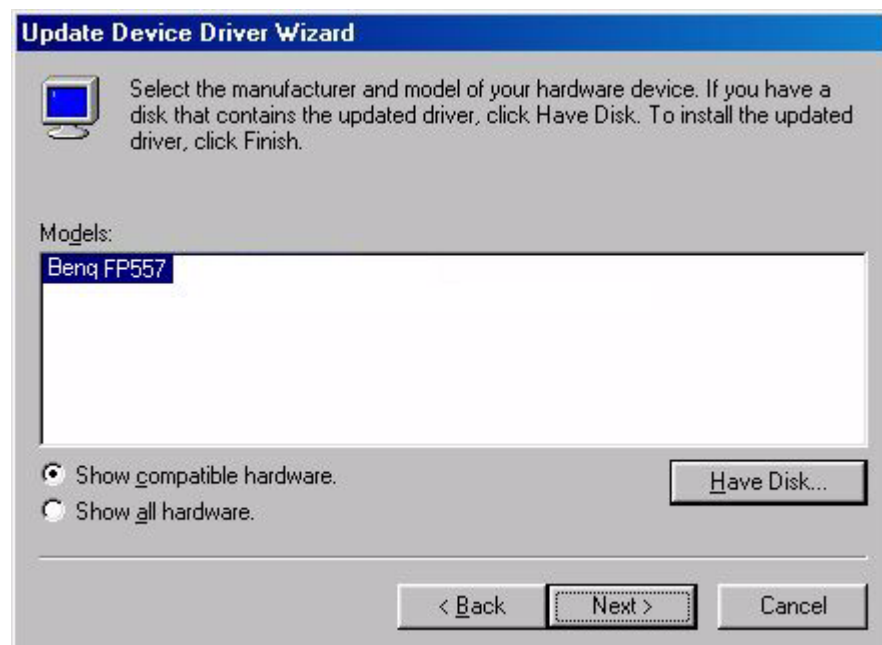 Update Device Driver Wizard
Select the manufacturer and model of your hardware device. If you have a
disk that contains the updated driver, click Have Disk. To install the updated
driver, click Finish.
Models:
Benq FP557
Show compatible hardware.
Have Disk...
Show all hardware.
< Back
Next >
Cancel